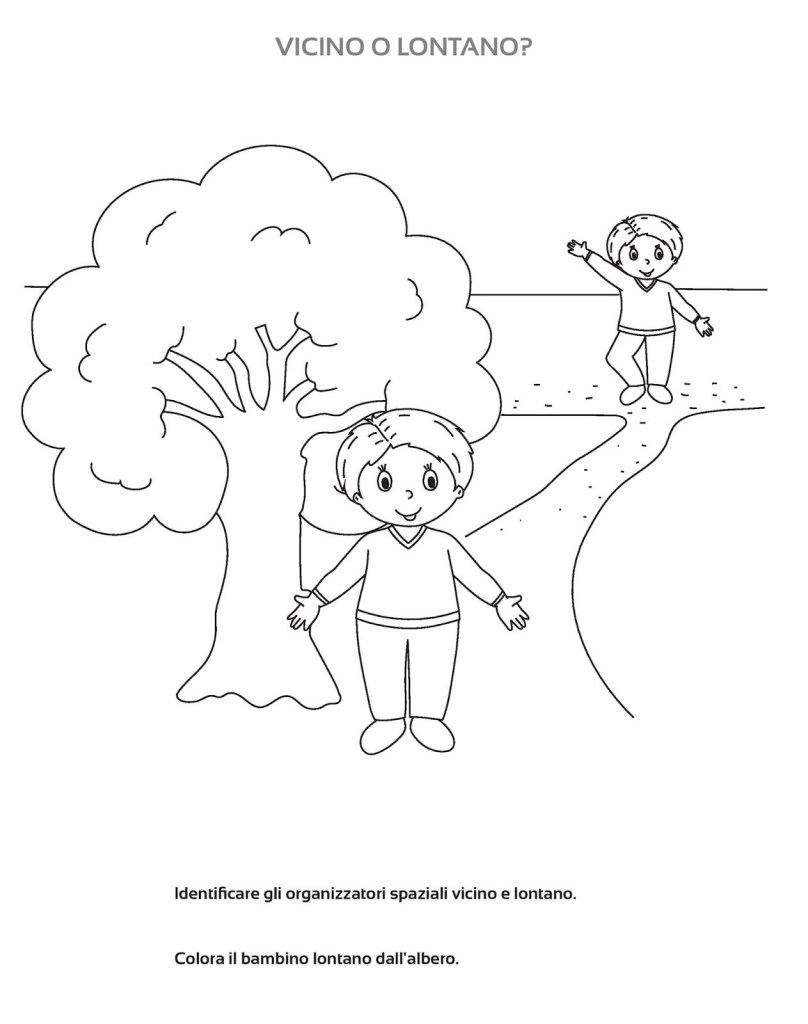 VICINO O LONTANO?
Identificare gli organizzatori spaziali vicino e lontano.
Colora il bambino lontano dall'albero.